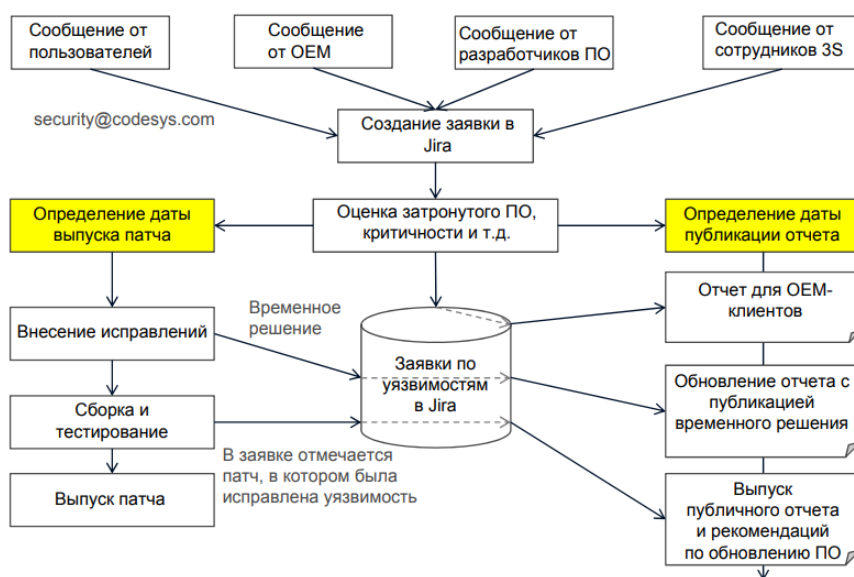 Сообщение от
пользователей
Сообщение
от OEM
Сообщение от
разработчиков ПО
Сообщение от
сотрудников 3S
security@codesys.com
Создание заявки в
Jira
Определение даты
выпуска патча
Оценка затронутого ПО,
критичности и т.д.
Определение даты
публикации отчета
Внесение исправлений
Временное
решение
Отчет для OEM-
клиентов
Заявки по
уязвимостям
в Jira
Обновление отчета с
публикацией
временного решения
Сборка и
тестирование
В заявке отмечается
патч, в котором была
исправлена уязвимость
Выпуск патча
Выпуск
публичного отчета
и рекомендаций
по обновлению ПО